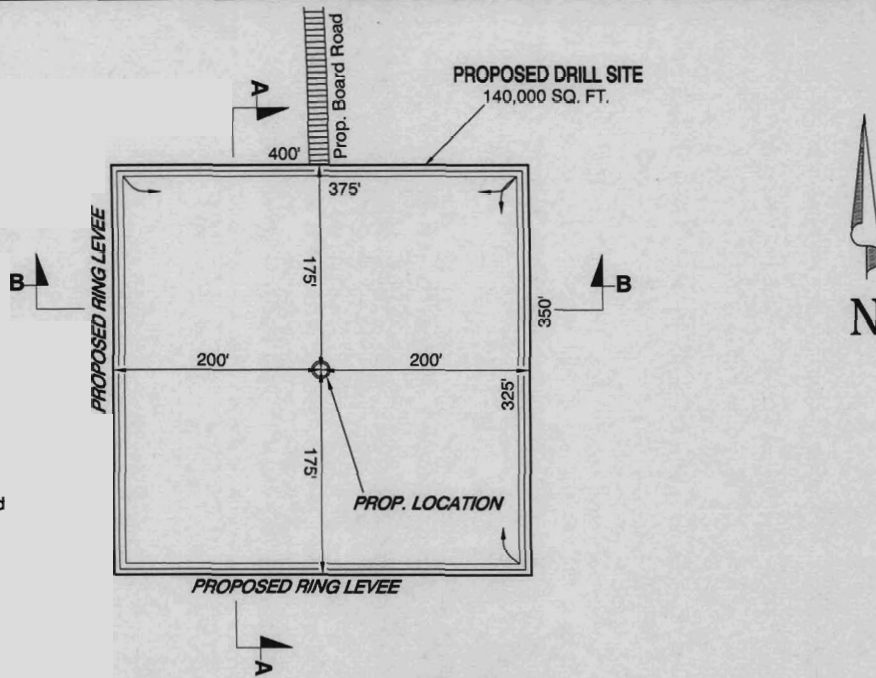 Prop. Board Road
PROPOSED DRILL SITE
140,000 SQ. FT.
A
400'
375'
B
B
PROPOSED RING LEVEE
175'
350'
N
200'
200'
325'
175'
PROP. LOCATION
PROPOSED RING LEVEE
A